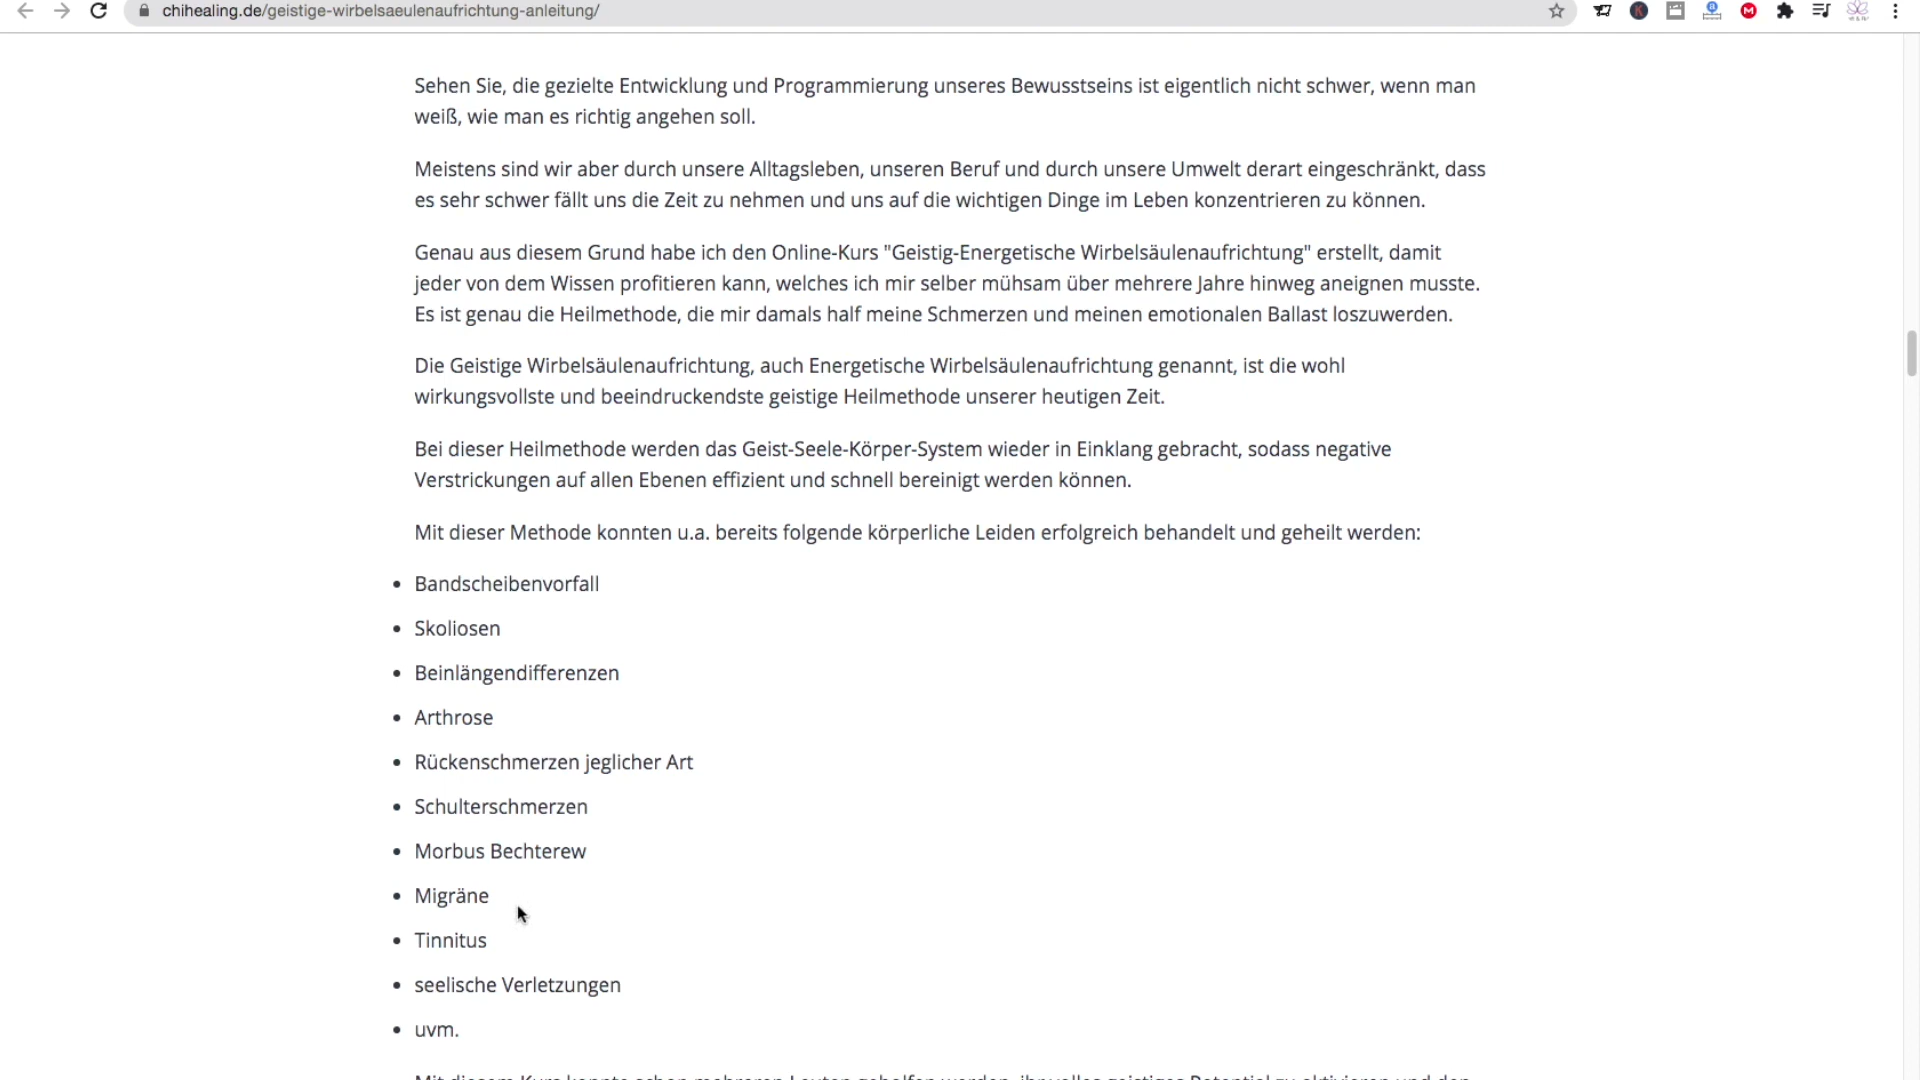 chihealing.de/geistige-wirbelsaeulenaufrichtung-anleitung/
Sehen Sie, die gezielte Entwicklung und Programmierung unseres Bewusstseins ist eigentlich nicht schwer, wenn man
weiß, wie man es richtig angehen soll.
Meistens sind wir aber durch unsere Alltagsleben, unseren Beruf und durch unsere Umwelt derart eingeschränkt, dass
es sehr schwer fällt uns die Zeit zu nehmen und uns auf die wichtigen Dinge im Leben konzentrieren zu können.
Genau aus diesem Grund habe ich den Online-Kurs "Geistig-Energetische Wirbelsäulenaufrichtung" erstellt, damit
jeder von dem Wissen profitieren kann, welches ich mir selber mühsam über mehrere Jahre hinweg aneignen musste.
Es ist genau die Heilmethode, die mir damals half meine Schmerzen und meinen emotionalen Ballast loszuwerden.
Die Geistige Wirbelsäulenaufrichtung, auch Energetische Wirbelsäulenaufrichtung genannt, ist die wohl
wirkungsvollste und beeindruckendste geistige Heilmethode unserer heutigen Zeit.
Bei dieser Heilmethode werden das Geist-Seele-Körper-System wieder in Einklang gebracht, sodass negative
Verstrickungen auf allen Ebenen effizient und schnell bereinigt werden können.
Mit dieser Methode konnten u.a. bereits folgende körperliche Leiden erfolgreich behandelt und geheilt werden:
• Bandscheibenvorfall
• Skoliosen
• Beinlängendifferenzen
• Arthrose
• Rückenschmerzen jeglicher Art
• Schulterschmerzen
• Morbus Bechterew
• Migräne
• Tinnitus
• seelische Verletzungen
• uvm.